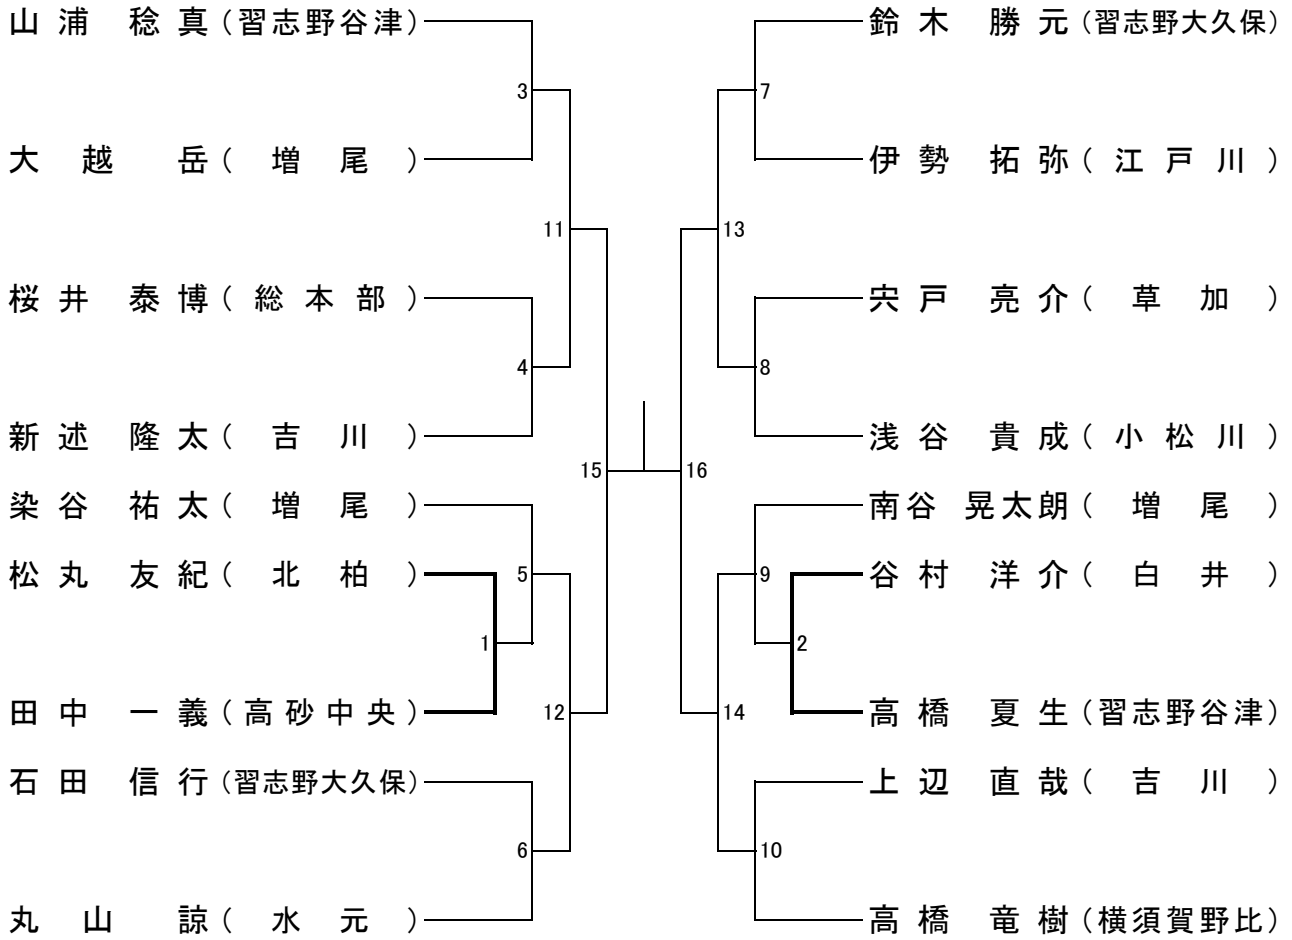 山浦 稔真(習志野谷津)
3
大越 岳(増尾)
11
桜井 泰博(総本部)
4
新述 隆太(吉川)
15
染谷 祐太(増尾)
松丸 友紀(北柏)
5
1
田中 一義(高砂中央)
12
石田 信行(習志野大久保)
6
丸山 諒(水元)
鈴木 勝元(習志野大久保)
7
伊勢 拓弥(江戸川)
13
宍戸 亮介(草加)
8
浅谷 貴成(小松川)
16
南谷 晃太朗(増尾)
谷村 洋介(白井)
9
2
高橋 夏生(習志野谷津)
14
上辺 直哉(吉川)
10
高橋 竜樹(横須賀野比)